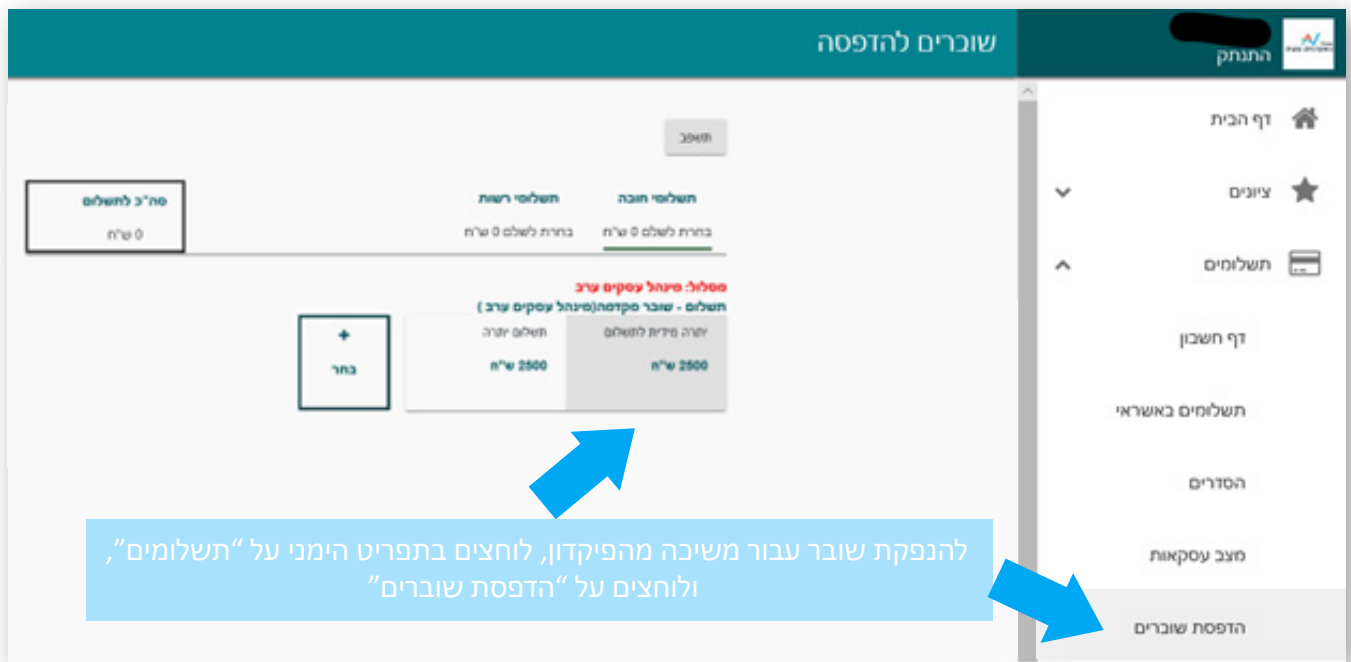 שוברים להדפסה
התנתק
דף הבית
ציונים
תשלומים
דף חשבון
תשלומים באשראי
הסדרים
מצב עסקאות
הדפסת שוברים
תשפב
תשלומי חובה
בחרת לשלם 0 ש"ח
תשלומי רשות
בחרת לשלם 0 ש"ח
סה"כ לתשלום
0 ש"ח
מסלול: מינהל עסקים ערב
תשלום - שובר מקדמה(מינהל עסקים ערב )
יתרה מידית לתשלום
2500 ש"ח
תשלום יתרה
2500 ש"ח
+
בחר
להנפקת שובר עבור משיכה מהפיקדון, לוחצים בתפריט הימני על “תשלומים”,
ולוחצים על “הדפסת שוברים”